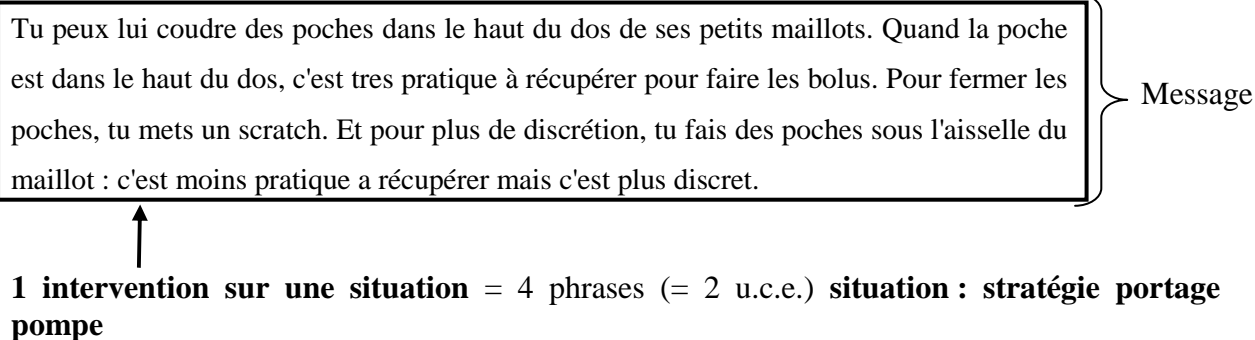 Tu peux lui coudre des poches dans le haut du dos de ses petits maillots. Quand la poche
est dans le haut du dos, c'est tres pratique à récupérer pour faire les bolus. Pour fermer les
poches, tu mets un scratch. Et pour plus de discrétion, tu fais des poches sous l'aisselle du
maillot : c'est moins pratique a récupérer mais c'est plus discret.
Message
1 intervention sur une situation = 4 phrases (= 2 u.c.e.) situation : stratégie portage
pompe